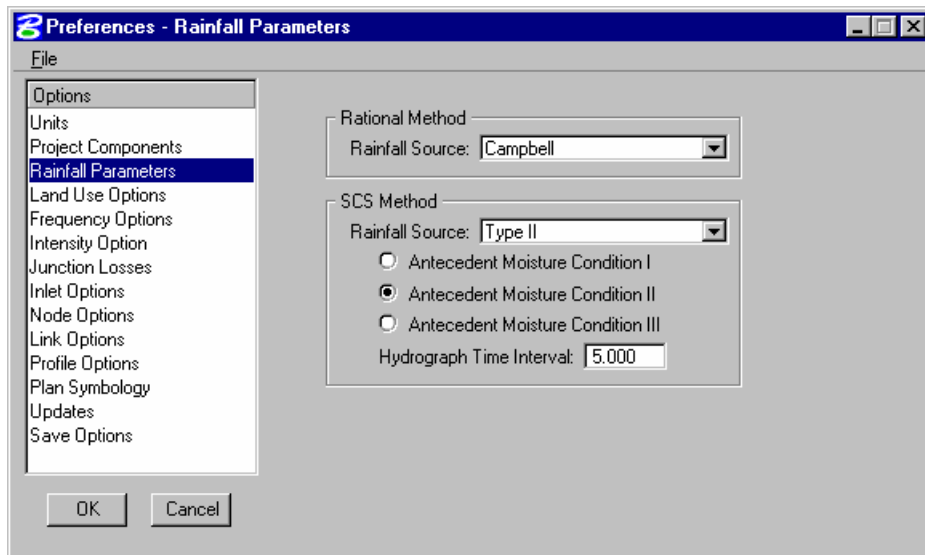 Preferences - Rainfall Parameters
File
Options
Units
Project Components
Rainfall Parameters
Land Use Options
Frequency Options
Intensity Option
Junction Losses
Inlet Options
Node Options
Link Options
Profile Options
Plan Symbology
Updates
Save Options
OK Cancel
Rational Method
Rainfall Source: Campbell
SCS Method
Rainfall Source: Type II
Antecedent Moisture Condition I
Antecedent Moisture Condition II
Antecedent Moisture Condition III
Hydrograph Time Interval: 5.000